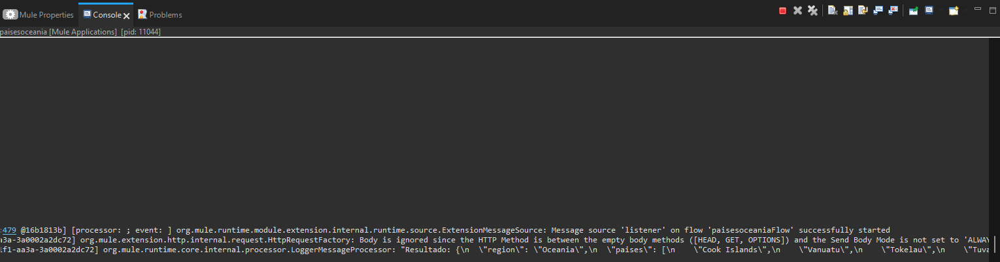 Mule Properties Console Problems
paisesoceania [Mule Applications] [pid: 11044]
:479 @16b1813b] [processor: ; event: ] org.mule.runtime.module.extension.internal.runtime.source.ExtensionMessageSource: Message source 'listener' on flow 'paisesoceaniaFlow' successfully started
a3a-3a0002a2dc72] org.mule.extension.http.internal.request.HttpRequestFactory: Body is ignored since the HTTP Method is between the empty body methods ([HEAD, GET, OPTIONS]) and the Send Body Mode is not set to 'ALWAY
1f1-aa3a-3a0002a2dc72] org.mule.runtime.core.internal.processor.LoggerMessageProcessor: "Resultado: {\n  \"region\": \"Oceania\",\n  \"paises\": [\n    \"Cook Islands\",\n    \"Vanuatu\",\n    \"Tokelau\",\n    \"Tuva